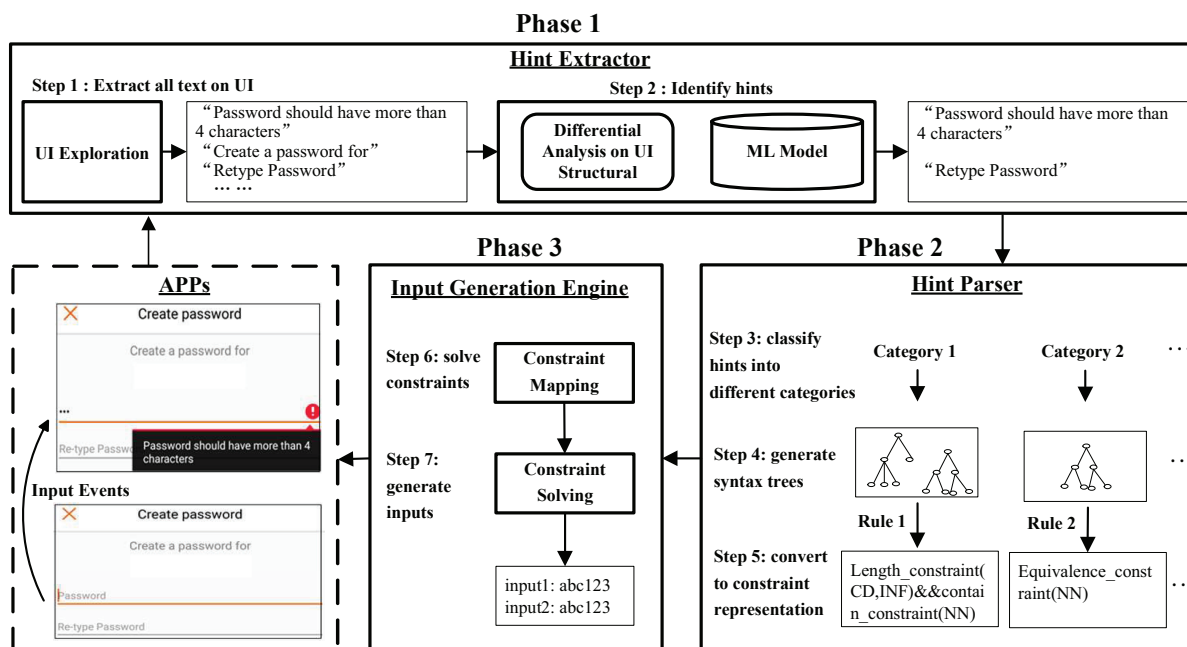 Phase 1
Hint Extractor
Step 1 : Extract all text on UI
Step 2 : Identify hints
UI Exploration
“Password should have more than
4 characters”
“Create a password for”
“Retype Password”
... ...
Differential
Analysis on UI
Structural
ML Model
“Password should have more than
4 characters”
“Retype Password”
Phase 3
Phase 2
APPs
Create password
Create a password for
•••
!
Re-type Passwo
Password should have more than 4
characters
Input Events
Create password
Create a password for
Password
Re-type Password
Input Generation Engine
Step 6: solve
constraints
Constraint
Mapping
Step 7:
generate
inputs
Constraint
Solving
input1: abc123
input2: abc123
Hint Parser
Step 3: classify
hints into
different categories
Category 1
Category 2
...
Step 4: generate
syntax trees
...
Rule 1
Rule 2
Step 5: convert
to constraint
representation
Length_constraint(
CD,INF)&&contai
n_constraint(NN)
Equivalence_const
raint(NN)
...